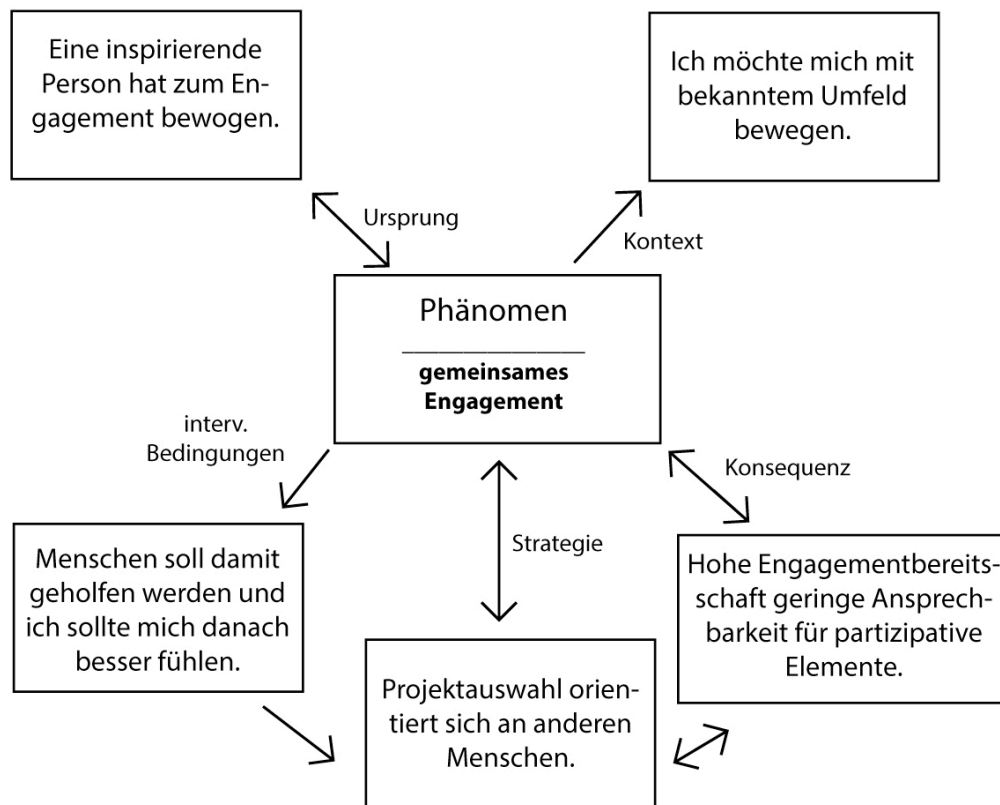 Eine inspirierende
Person hat zum En-
gagement bewogen.
Ich möchte mich mit
bekanntem Umfeld
bewegen.
Ursprung
Kontext
Phänomen
gemeinsames
Engagement
interv.
Bedingungen
Konsequenz
Strategie
Menschen soll damit
geholfen werden und
ich sollte mich danach
besser fühlen.
Hohe Engagementbereits-
schaft geringe Ansprech-
barkeit für partizipative
Elemente.
Projektauswahl orien-
tiert sich an anderen
Menschen.